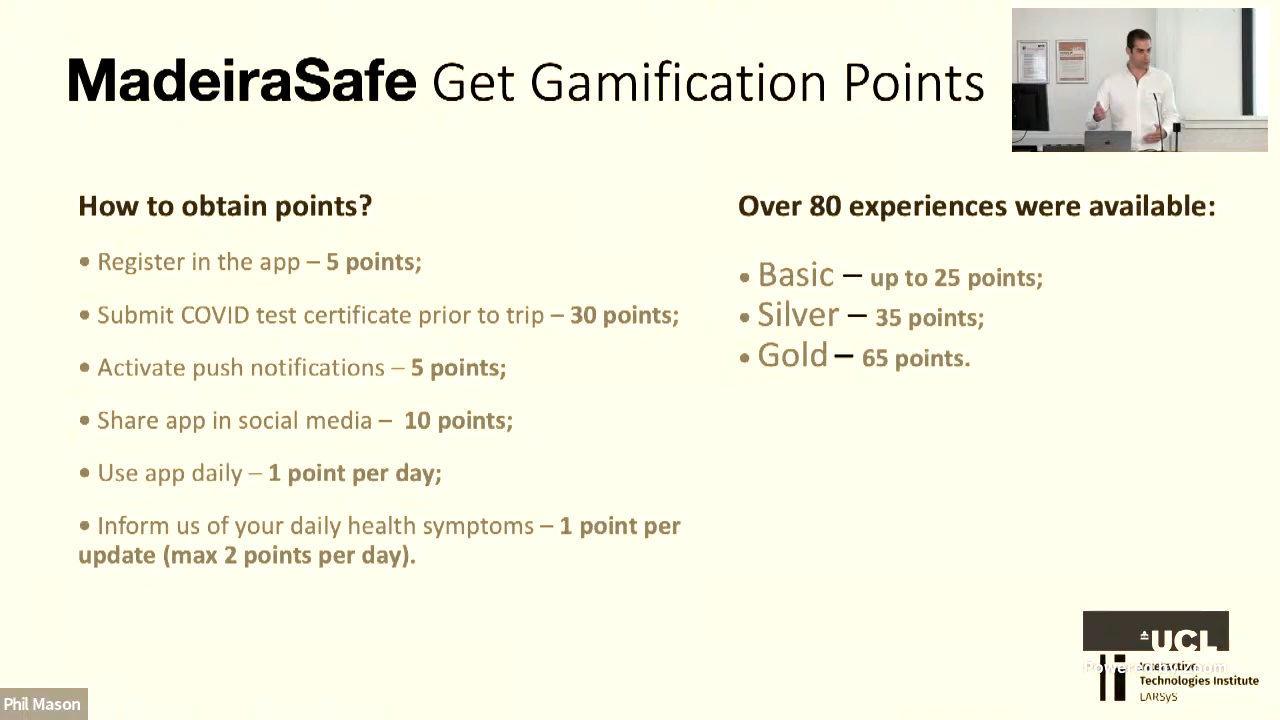 MadeiraSafe Get Gamification Points
How to obtain points?
• Register in the app – 5 points;
• Submit COVID test certificate prior to trip – 30 points;
• Activate push notifications – 5 points;
• Share app in social media – 10 points;
• Use app daily – 1 point per day;
• Inform us of your daily health symptoms – 1 point per
update (max 2 points per day).
Over 80 experiences were available:
• Basic – up to 25 points;
• Silver – 35 points;
• Gold – 65 points.
UCL
Powered by Zoom
Interactive
Technologies Institute
LARSyS
Phil Mason